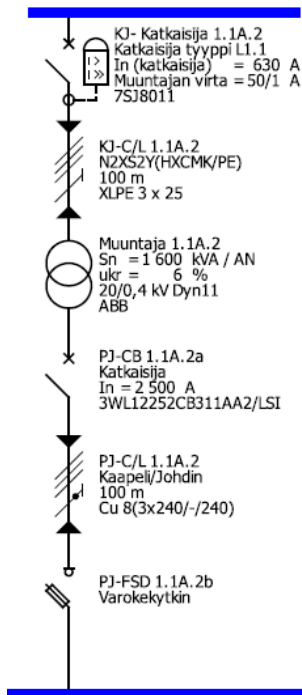 KJ- Katkaisija 1.1A.2
Katkaisija tyyppi L1.1
In (katkaisija) = 630 A
Muuntajan virta = 50/1 A
7SJ8011
I>
I>>
KJ-C/L 1.1A.2
N2XS2Y(HXCMK/PE)
100 m
XLPE 3 x 25
Muuntaja 1.1A.2
Sn = 1 600 kVA / AN
ukr = 6 %
20/0,4 kV Dyn11
ABB
PJ-CB 1.1A.2a
Katkaisija
In = 2 500 A
3WL12252CB311AA2/LSI
PJ-C/L 1.1A.2
Kaapeli/Johdin
100 m
Cu 8(3x240/-/240)
PJ-FSD 1.1A.2b
Varokekytkin